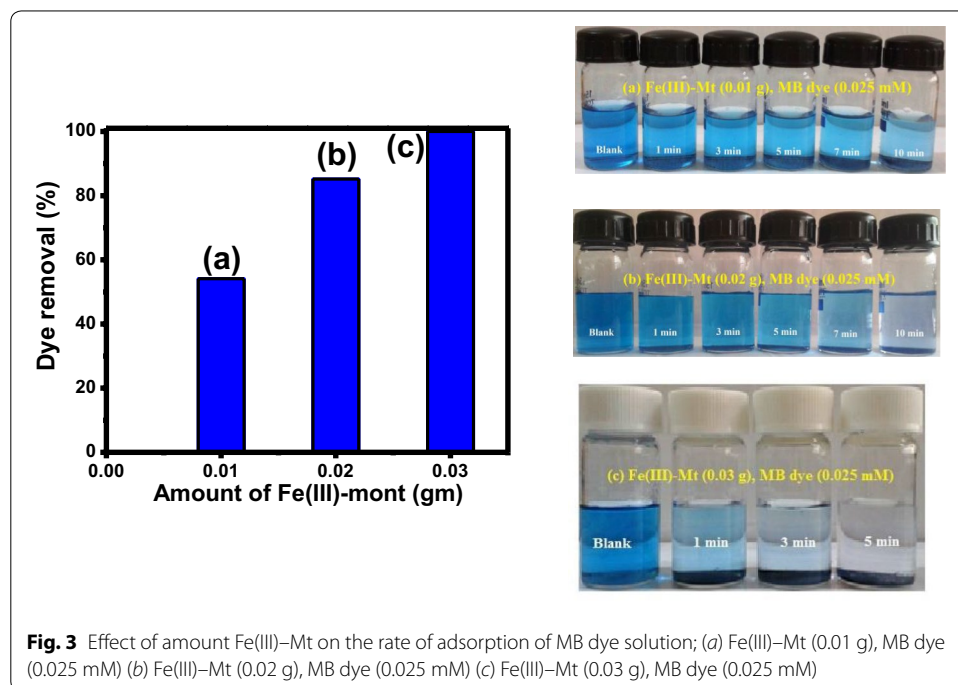 100
80
60
40
20
0
0.00 0.01 0.02 0.03
Dye removal (%)
Amount of Fe(III)-mont (gm)
(a)
(b)
(c)
(a) Fe(III)-Mt (0.01 g), MB dye (0.025 mM)
Blank 1 min 3 min 5 min 7 min 10 min
(b) Fe(III)-Mt (0.02 g), MB dye (0.025 mM)
Blank 1 min 3 min 5 min 7 min 10 min
(c) Fe(III)-Mt (0.03 g), MB dye (0.025 mM)
Blank 1 min 3 min 5 min
Fig. 3 Effect of amount Fe(III)–Mt on the rate of adsorption of MB dye solution; (a) Fe(III)–Mt (0.01 g), MB dye
(0.025 mM) (b) Fe(III)–Mt (0.02 g), MB dye (0.025 mM) (c) Fe(III)–Mt (0.03 g), MB dye (0.025 mM)